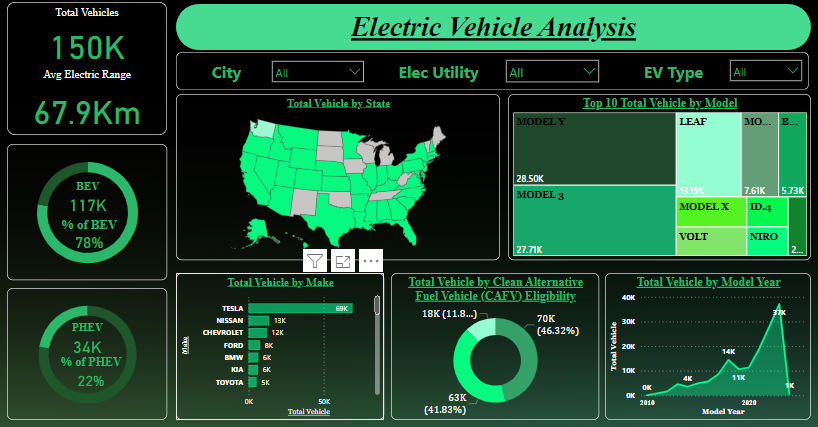 Total Vehicles
150K
Avg Electric Range
67.9Km
Electric Vehicle Analysis
City
All
Elec Utility
All
EV Type
All
BEV
117K
% of BEV
78%
PHEV
34K
% of PHEV
22%
Total Vehicle by State
Top 10 Total Vehicle by Model
MODEL Y
28.50K
MODEL 3
27.71K
LEAF
13.19K
MO...
7.61K
B...
5.73K
MODEL X
VOLT
ID.4
NIRO
2...
Total Vehicle by Make
Make
TESLA
69K
NISSAN
13K
CHEVROLET
12K
FORD
8K
BMW
6K
KIA
6K
TOYOTA
5K
0K
50K
Total Vehicle
Total Vehicle by Clean Alternative
Fuel Vehicle (CAFV) Eligibility
18K (11.8...)
70K
(46.32%)
63K
(41.83%)
Total Vehicle by Model Year
Total Vehicle
40K
30K
20K
10K
0K
0K
4K
14K
11K
37K
1K
2010
2020
Model Year